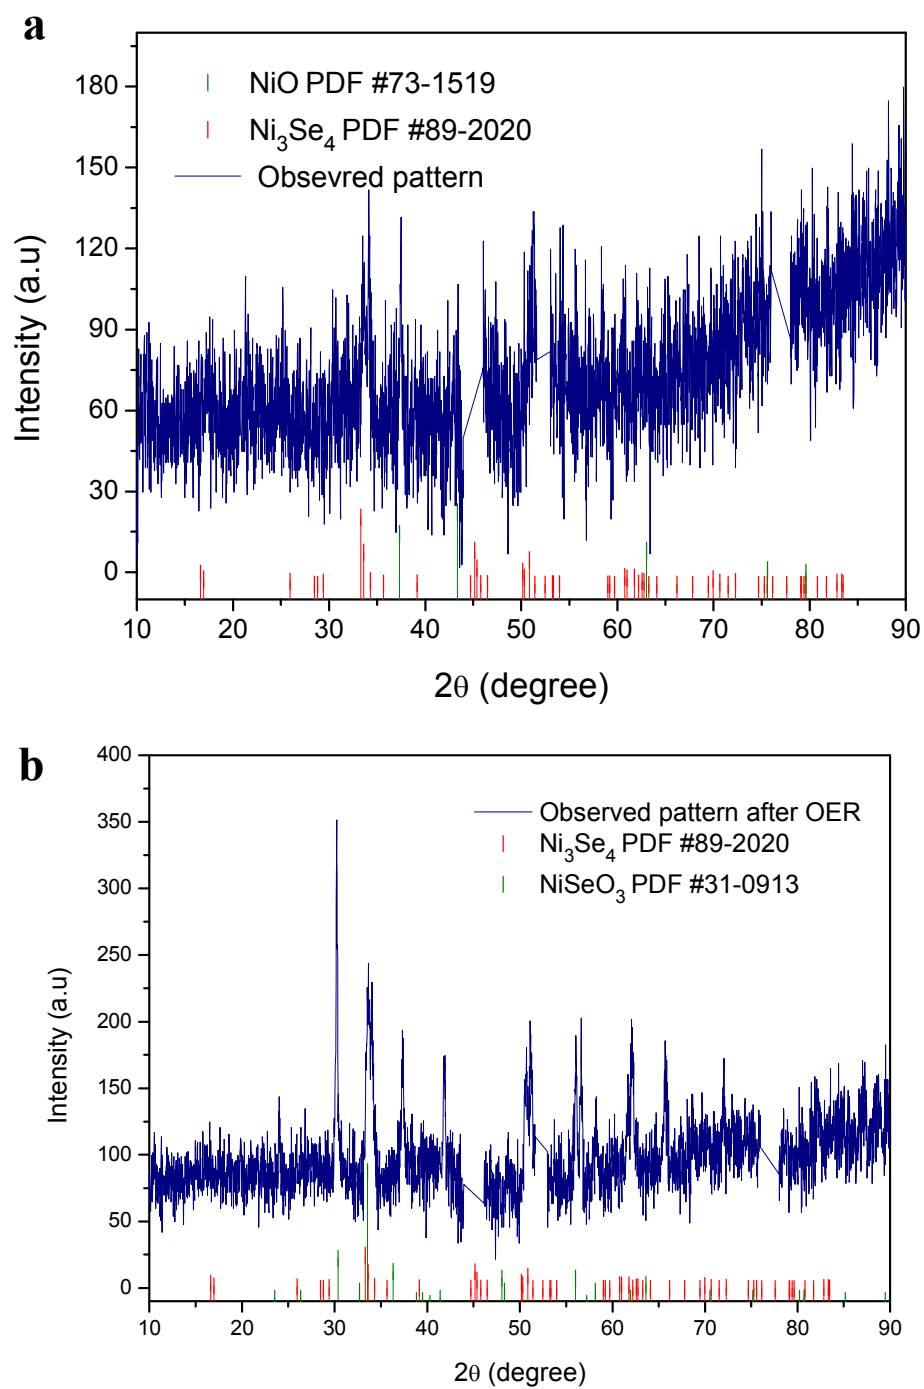 a
180
150
120
90
60
30
0
Intensity (a.u)
NiO PDF #73-1519
Ni₃Se₄ PDF #89-2020
Obsevred pattern
10 20 30 40 50 60 70 80 90
2θ (degree)
b
400
350
300
250
200
150
100
50
0
Intensity (a.u)
Observed pattern after OER
Ni₃Se₄ PDF #89-2020
NiSeO₃ PDF #31-0913
10 20 30 40 50 60 70 80 90
2θ (degree)